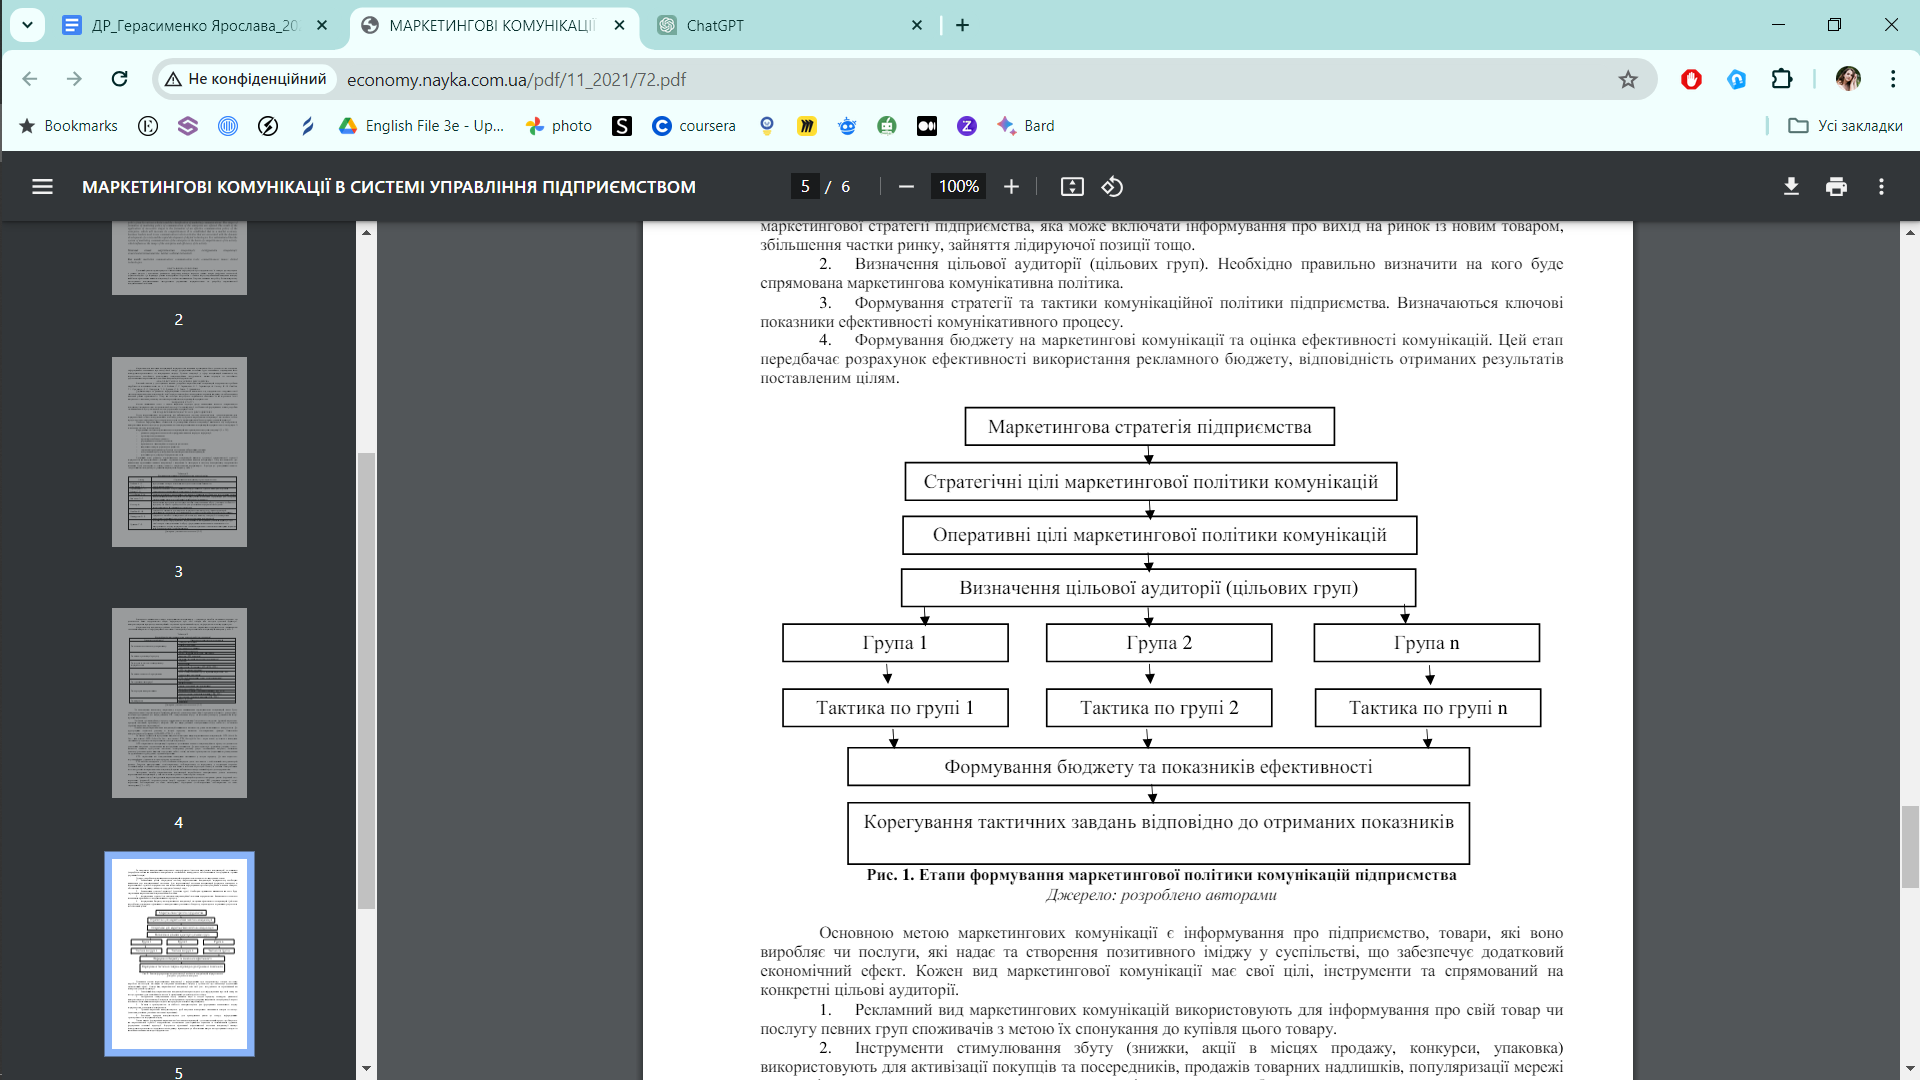 ДР_Герасименко Ярослава_20
МАРКЕТИНГОВІ КОМУНІКАЦІЇ
ChatGPT
Не конфіденційний
economy.nayka.com.ua/pdf/11_2021/72.pdf
Bookmarks
English File 3e - Up...
photo
coursera
Bard
Усі закладки
МАРКЕТИНГОВІ КОМУНІКАЦІЇ В СИСТЕМІ УПРАВЛІННЯ ПІДПРИЄМСТВОМ
5 / 6
100%
2
3
4
5
маркетингової стратегії підприємства, яка може включати інформування про вихід на ринок із новим товаром,
збільшення частки ринку, зайняття лідируючої позиції тощо.
2. Визначення цільової аудиторії (цільових груп). Необхідно правильно визначити на кого буде
спрямована маркетингова комунікативна політика.
3. Формування стратегії та тактики комунікаційної політики підприємства. Визначаються ключові
показники ефективності комунікативного процесу.
4. Формування бюджету на маркетингові комунікації та оцінка ефективності комунікацій. Цей етап
передбачає розрахунок ефективності використання рекламного бюджету, відповідність отриманих результатів
поставленим цілям.
Маркетингова стратегія підприємства
Стратегічні цілі маркетингової політики комунікацій
Оперативні цілі маркетингової політики комунікацій
Визначення цільової аудиторії (цільових груп)
Група 1
Група 2
Група n
Тактика по групі 1
Тактика по групі 2
Тактика по групі n
Формування бюджету та показників ефективності
Корегування тактичних завдань відповідно до отриманих показників
Рис. 1. Етапи формування маркетингової політики комунікацій підприємства
Джерело: розроблено авторами
Основною метою маркетингових комунікації є інформування про підприємство, товари, які воно
виробляє чи послуги, які надає та створення позитивного іміджу у суспільстві, що забезпечує додатковий
економічний ефект. Кожен вид маркетингової комунікації має свої цілі, інструменти та спрямований на
конкретні цільові аудиторії.
1. Рекламний вид маркетингових комунікацій використовують для інформування про свій товар чи
послугу певних груп споживачів з метою їх спонукання до купівля цього товару.
2. Інструменти стимулювання збуту (знижки, акції в місцях продажу, конкурси, упаковка)
використовують для активізації покупців та посередників, продажів товарних надлишків, популяризації мережі